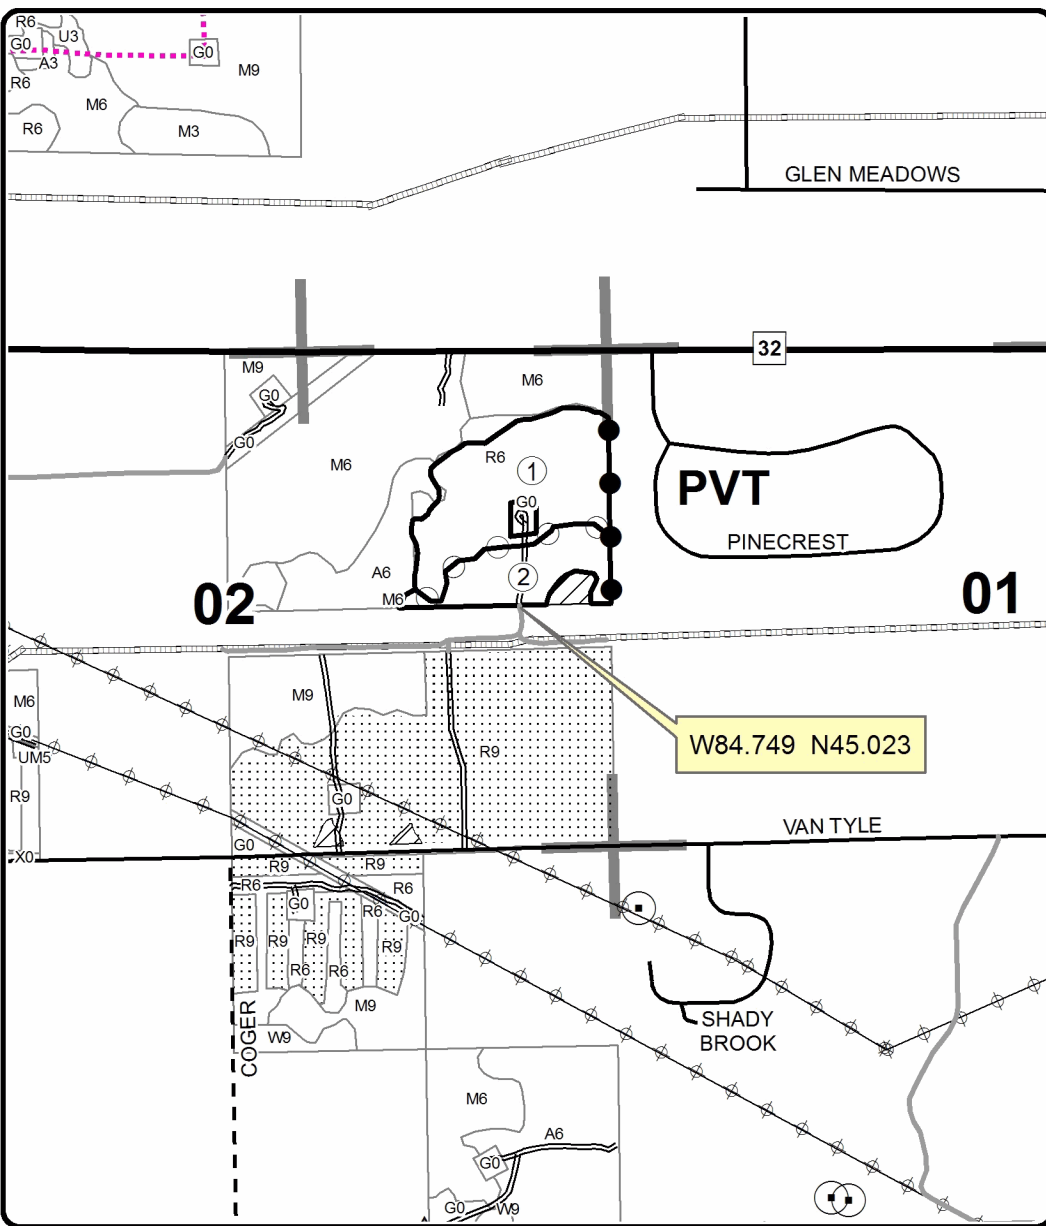 R6
U3
G0
G0
A3
M9
R6
M6
R6
M3
GLEN MEADOWS
32
M9
M6
G0
G0
R6
M6
1
PVT
G0
PINECREST
A6
2
02
M6
01
M9
M6
G0
R9
W84.749 N45.023
UM5
R9
G0
VAN TYLE
G0
X0
R9
R9
R6
R6
G0
R6
G0
R9
R9
R9
R9
R6
R6
M9
COGER
W9
SHADY
BROOK
M6
A6
G0
G0
W9